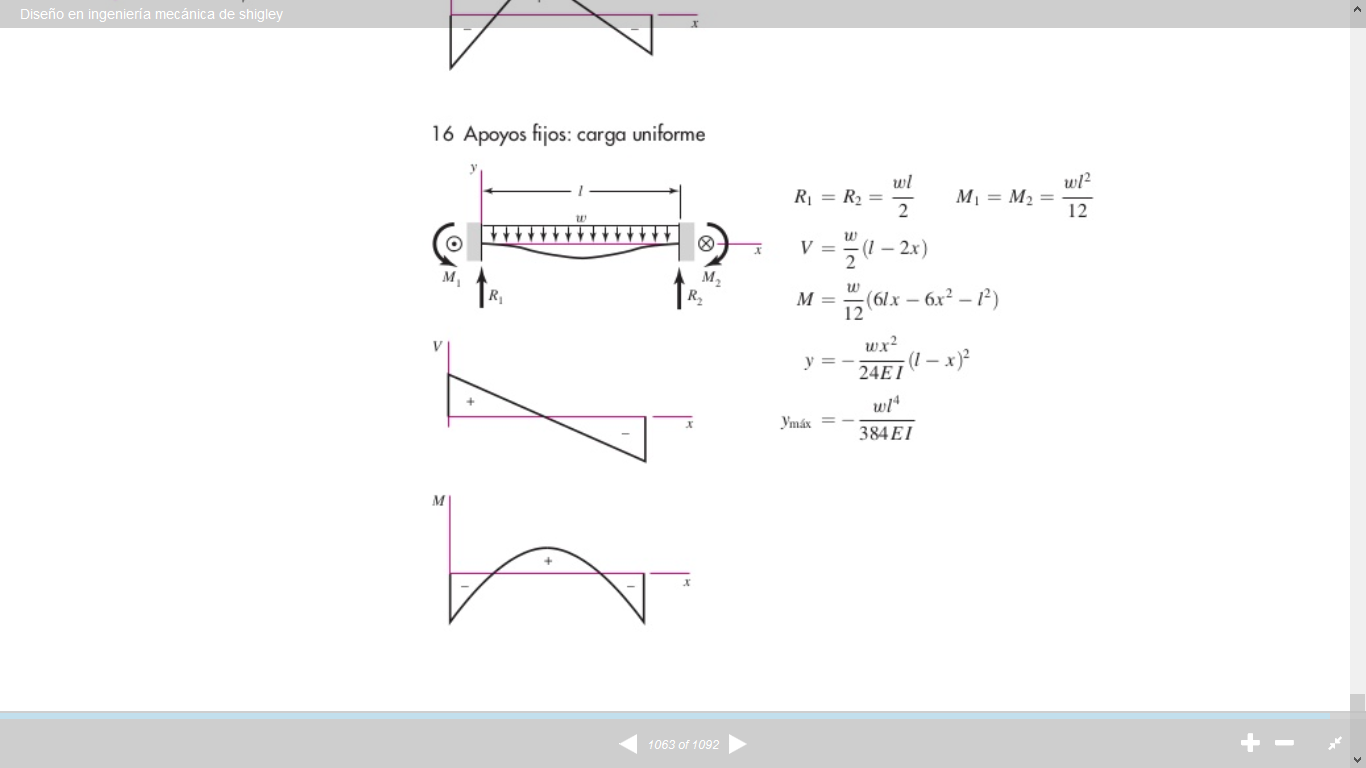 Diseño en ingeniería mecánica de shigley
− + − x
16 Apoyos fijos: carga uniforme
y
l
w
x
M₁ R₁ R₂ M₂
R₁ = R₂ = wl/2 M₁ = M₂ = wl²/12
V = w/2 (l − 2x)
M = w/12 (6lx − 6x² − l²)
y = − wx²/24EI (l − x)²
yₘáₓ = − wl⁴/384EI
V
+ − x
M
− + − x
1063 of 1092